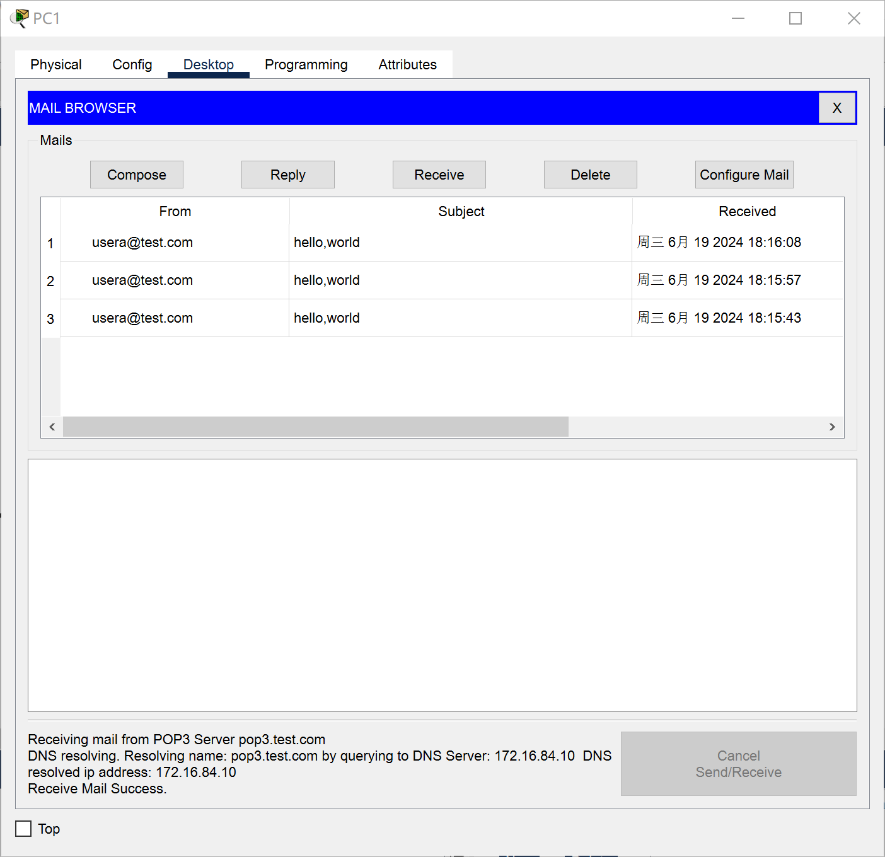 PC1
Physical Config Desktop Programming Attributes
MAIL BROWSER X
Mails
Compose Reply Receive Delete Configure Mail
From Subject Received
1 usera@test.com hello,world 周三 6月 19 2024 18:16:08
2 usera@test.com hello,world 周三 6月 19 2024 18:15:57
3 usera@test.com hello,world 周三 6月 19 2024 18:15:43
Receiving mail from POP3 Server pop3.test.com
DNS resolving. Resolving name: pop3.test.com by querying to DNS Server: 172.16.84.10 DNS
resolved ip address: 172.16.84.10
Receive Mail Success.
Cancel
Send/Receive
Top